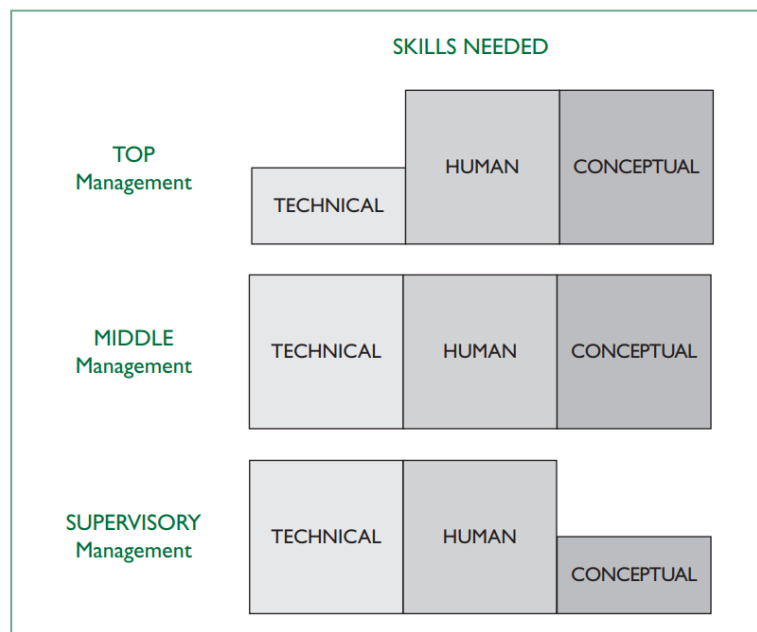 SKILLS NEEDED
TOP
Management
TECHNICAL
HUMAN
CONCEPTUAL
MIDDLE
Management
TECHNICAL
HUMAN
CONCEPTUAL
SUPERVISORY
Management
TECHNICAL
HUMAN
CONCEPTUAL